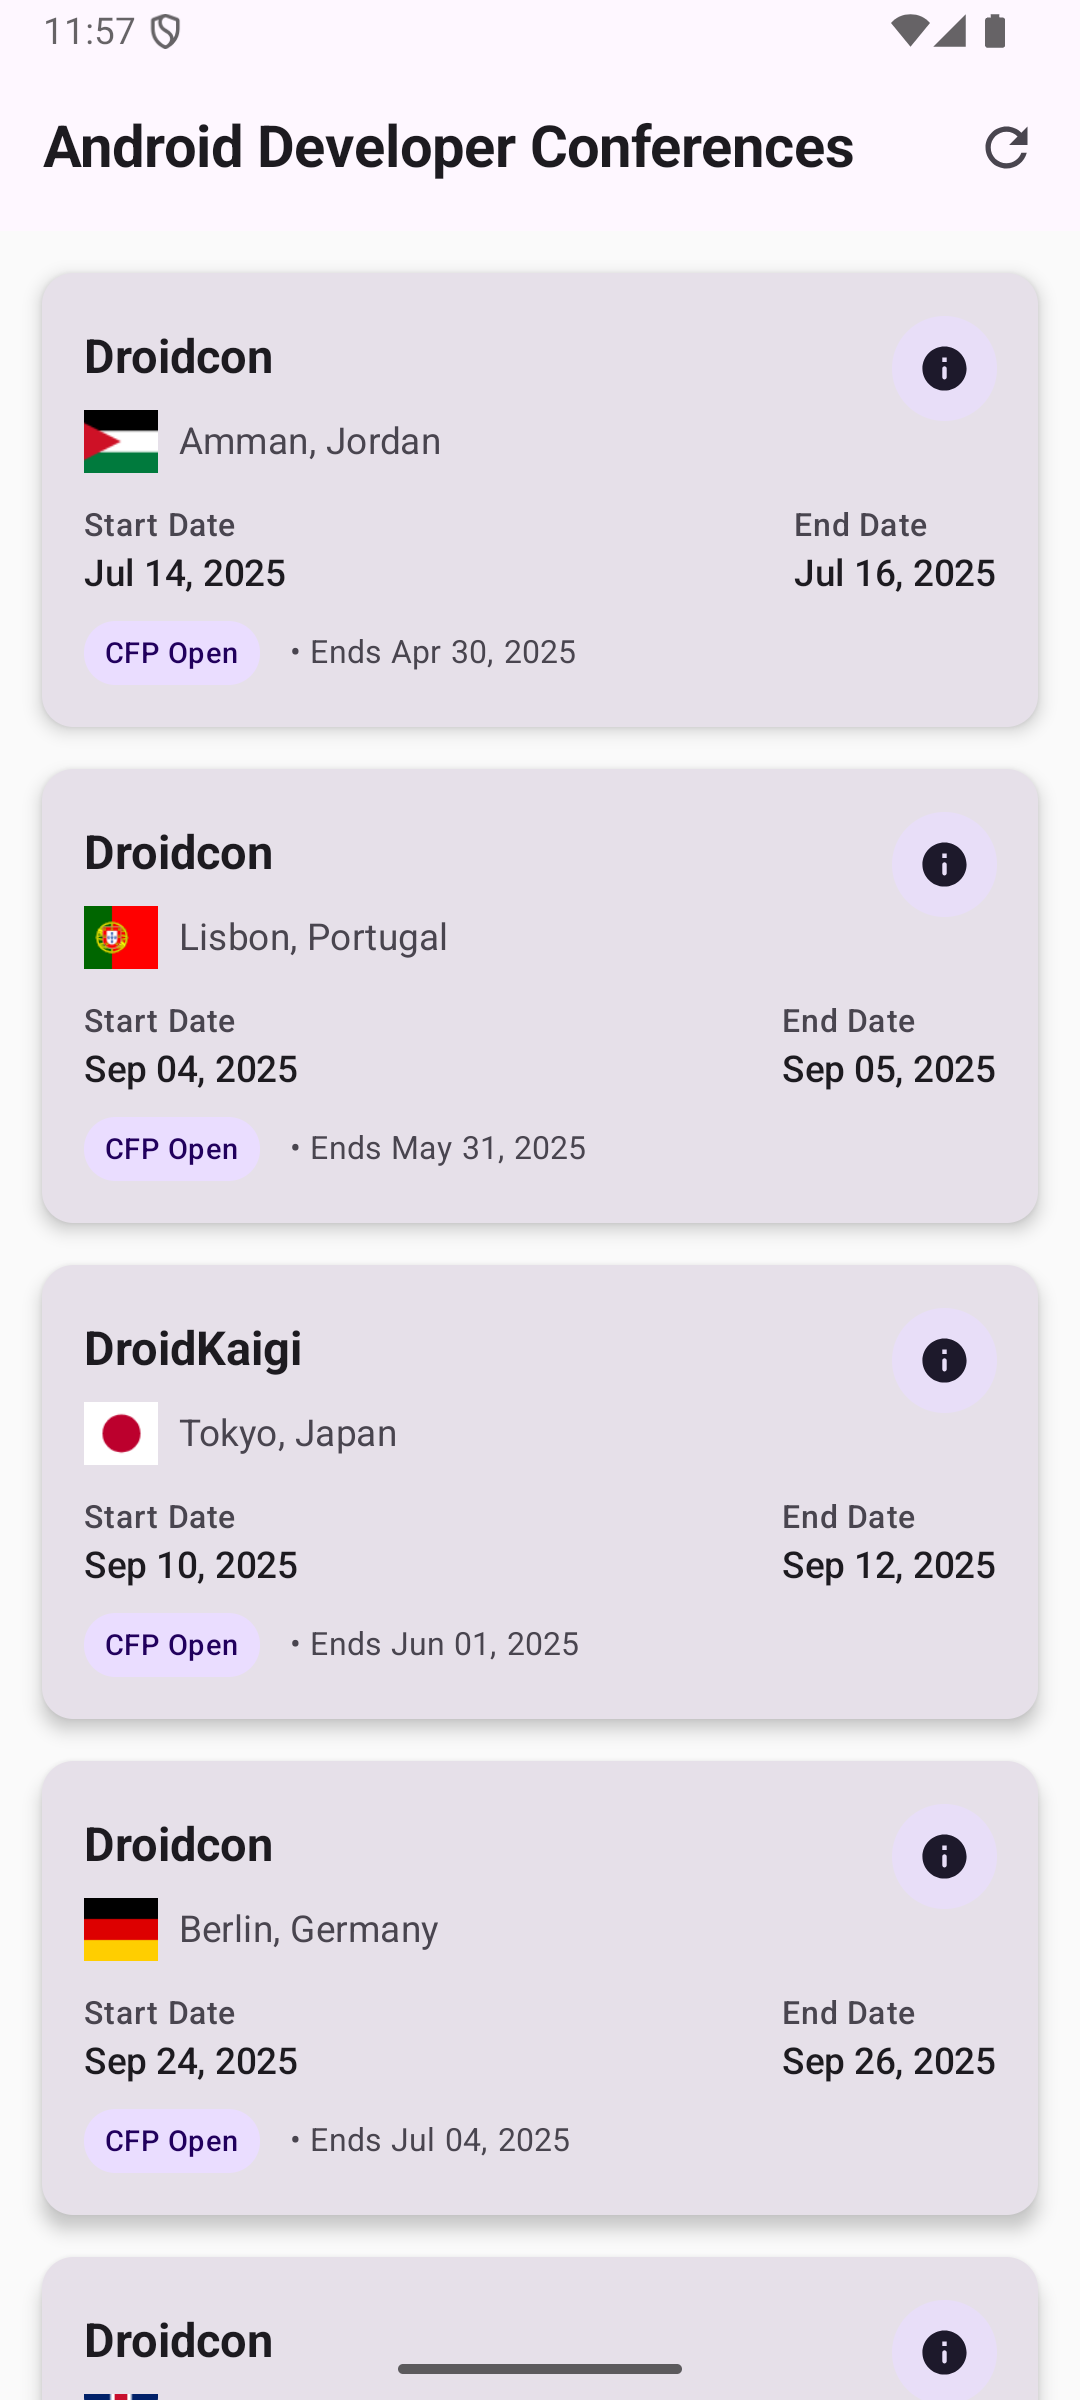 11:57
Android Developer Conferences
Droidcon
Amman, Jordan
Start Date End Date
Jul 14, 2025 Jul 16, 2025
CFP Open • Ends Apr 30, 2025
Droidcon
Lisbon, Portugal
Start Date End Date
Sep 04, 2025 Sep 05, 2025
CFP Open • Ends May 31, 2025
DroidKaigi
Tokyo, Japan
Start Date End Date
Sep 10, 2025 Sep 12, 2025
CFP Open • Ends Jun 01, 2025
Droidcon
Berlin, Germany
Start Date End Date
Sep 24, 2025 Sep 26, 2025
CFP Open • Ends Jul 04, 2025
Droidcon